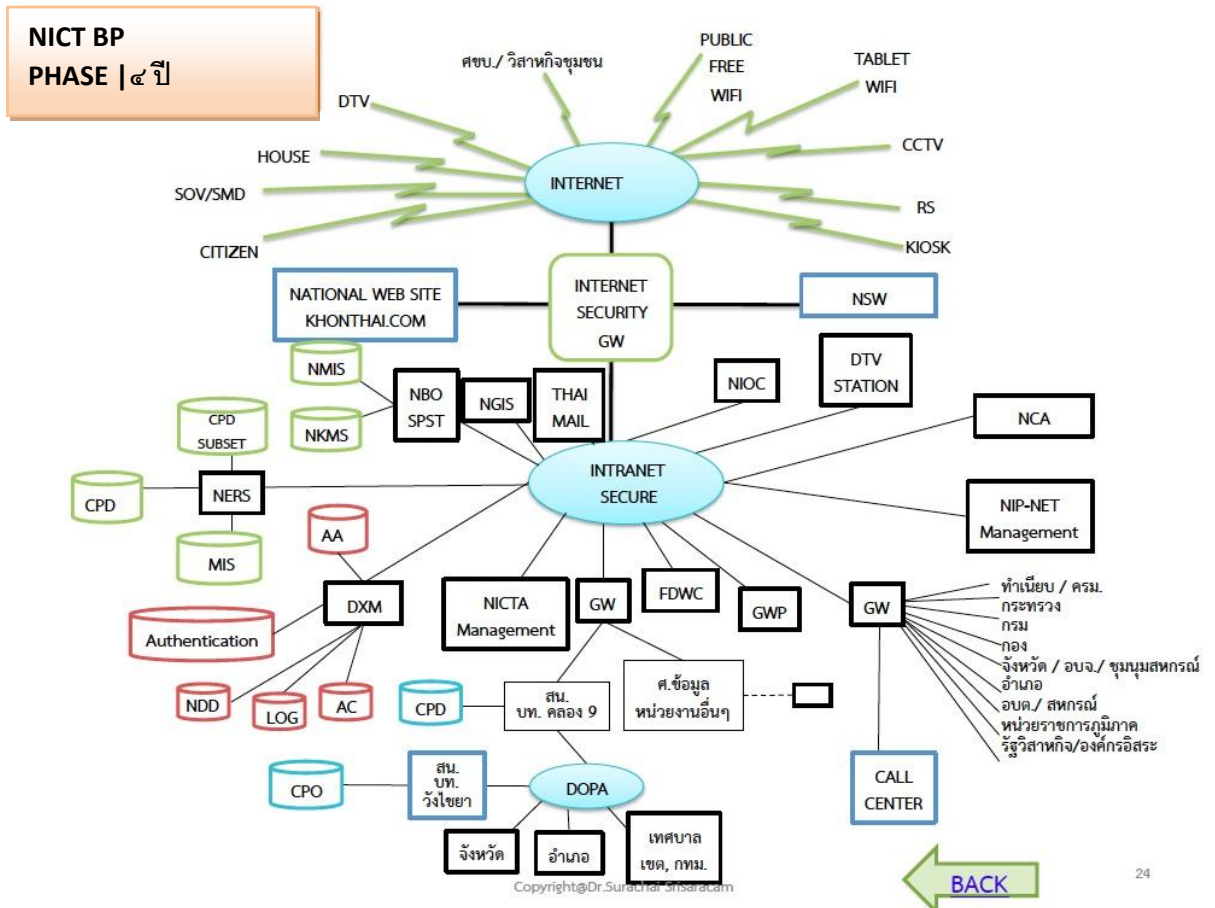 NICT BP
PHASE |๔ ปี
ศขบ./ วิสาหกิจชุมชน
PUBLIC
FREE
WIFI
TABLET
WIFI
DTV
HOUSE
SOV/SMD
CITIZEN
INTERNET
CCTV
RS
KIOSK
NATIONAL WEB SITE
KHONTHAI.COM
INTERNET
SECURITY
GW
NSW
NMIS
NKMS
NBO
SPST
NGIS
THAI
MAIL
NIOC
DTV
STATION
NCA
CPD
SUBSET
CPD
NERS
MIS
INTRANET
SECURE
NIP-NET
Management
AA
DXM
Authentication
NDD
LOG
AC
NICTA
Management
GW
FDWC
GWP
GW
ทำเนียบ / ครม.
กระทรวง
กรม
กอง
จังหวัด / อบจ./ ชุมนุมสหกรณ์
อำเภอ
อบต./ สหกรณ์
หน่วยราชการภูมิภาค
รัฐวิสาหกิจ/องค์กรอิสระ
CPD
สน.
บท. คลอง 9
ศ.ข้อมูล
หน่วยงานอื่นๆ
CPO
สน.
บท.
วังไชยา
DOPA
CALL
CENTER
จังหวัด
อำเภอ
เทศบาล
เขต, กทม.
Copyright@Dr.Surachai Srisaracam
BACK
24